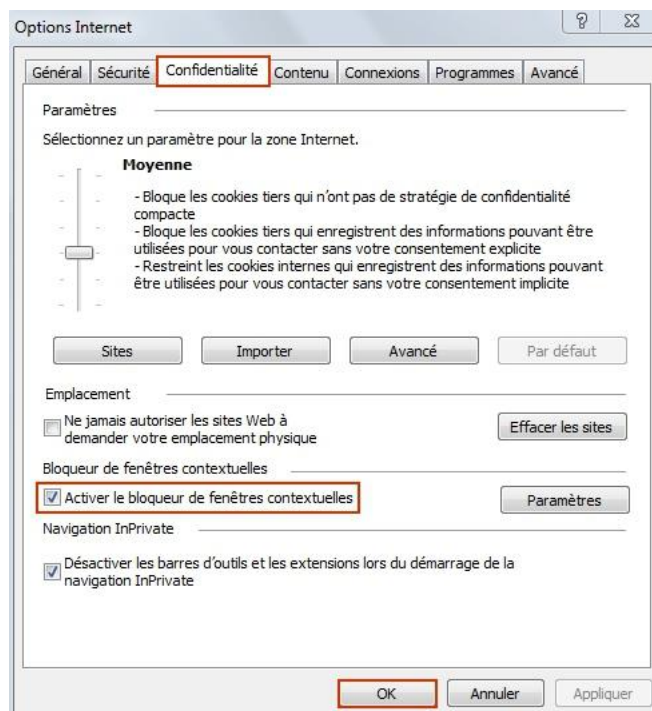 Options Internet
Général Sécurité Confidentialité Contenu Connexions Programmes Avancé
Paramètres
Sélectionnez un paramètre pour la zone Internet.
Moyenne
- Bloque les cookies tiers qui n'ont pas de stratégie de confidentialité
compacte
- Bloque les cookies tiers qui enregistrent des informations pouvant être
utilisées pour vous contacter sans votre consentement explicite
- Restreint les cookies internes qui enregistrent des informations pouvant
être utilisées pour vous contacter sans votre consentement implicite
Sites Importer Avancé Par défaut
Emplacement
Ne jamais autoriser les sites Web à
demander votre emplacement physique
Effacer les sites
Bloqueur de fenêtres contextuelles
Activer le bloqueur de fenêtres contextuelles Paramètres
Navigation InPrivate
Désactiver les barres d'outils et les extensions lors du démarrage de la
navigation InPrivate
OK Annuler Appliquer